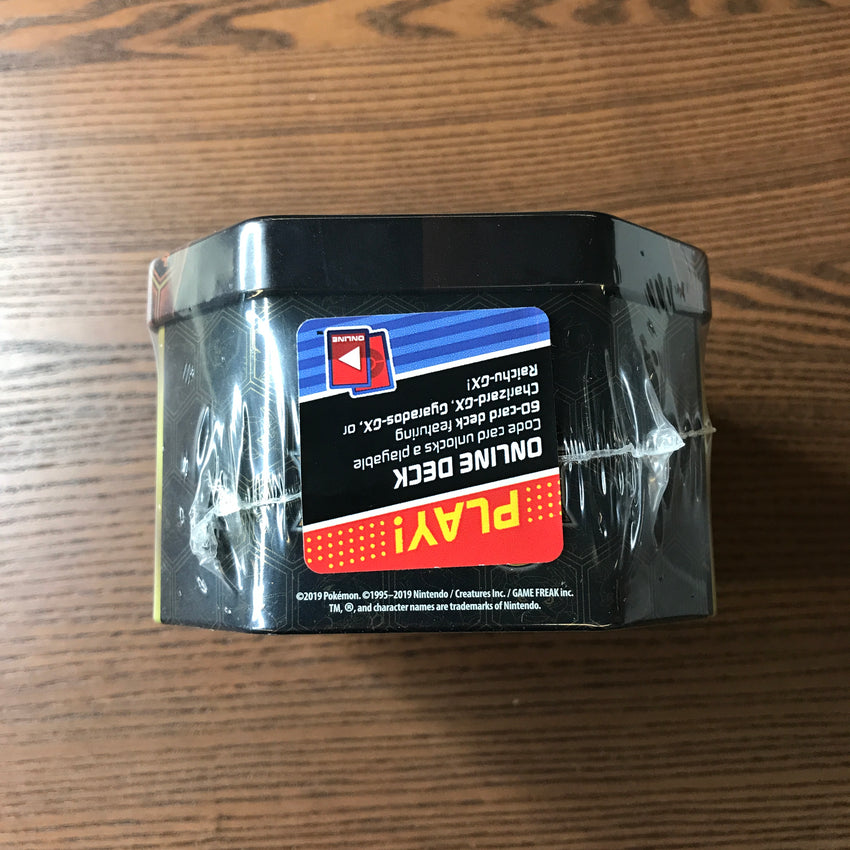 PLAY!
ONLINE DECK
Code card unlocks a playable
60-card deck featuring
Charizard-GX, Gyarados-GX, or
Raichu-GX!
ONLINE
TM
©2019 Pokémon. ©1995–2019 Nintendo / Creatures Inc. / GAME FREAK inc.
TM, ®, and character names are trademarks of Nintendo.